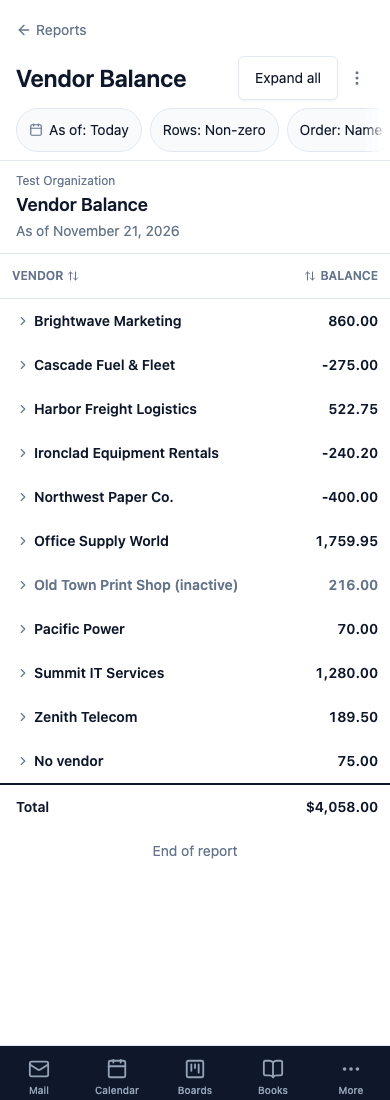 Reports
Vendor Balance
Expand all
As of: Today
Rows: Non-zero
Order: Name
Test Organization
Vendor Balance
As of November 21, 2026
VENDOR BALANCE
Brightwave Marketing 860.00
Cascade Fuel & Fleet -275.00
Harbor Freight Logistics 522.75
Ironclad Equipment Rentals -240.20
Northwest Paper Co. -400.00
Office Supply World 1,759.95
Old Town Print Shop (inactive) 216.00
Pacific Power 70.00
Summit IT Services 1,280.00
Zenith Telecom 189.50
No vendor 75.00
Total $4,058.00
End of report
Mail Calendar Boards Books More